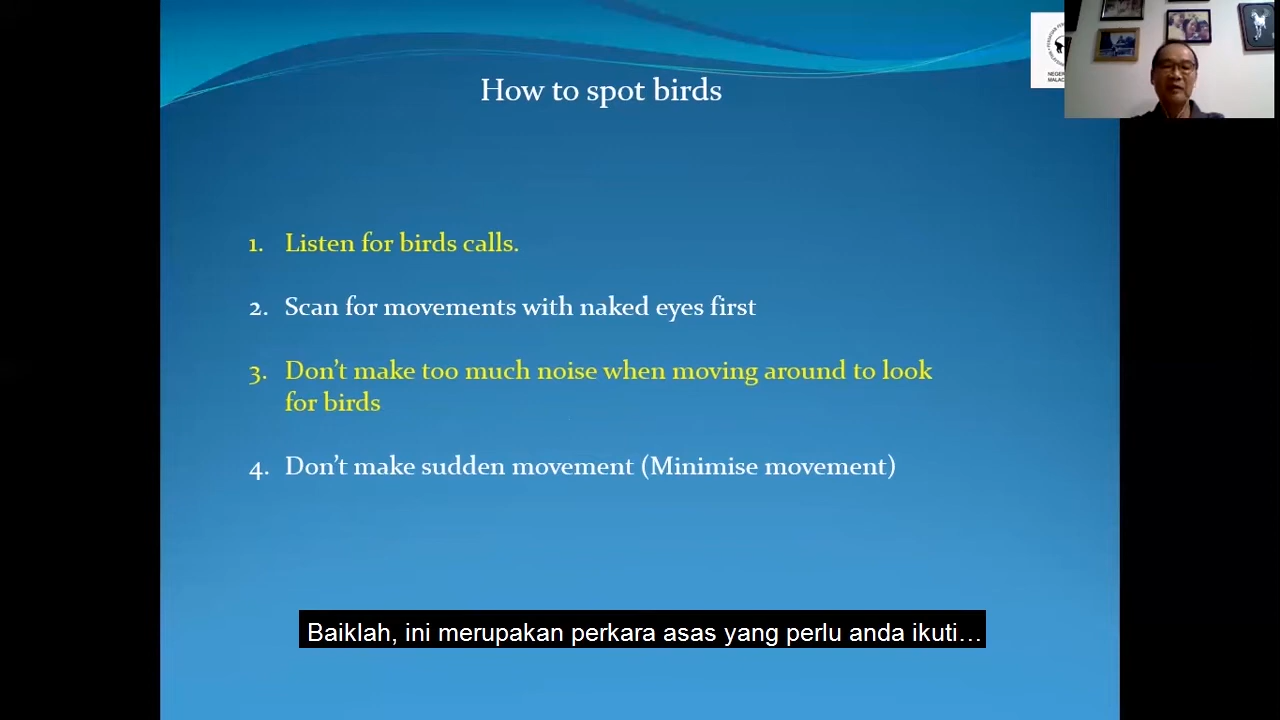 How to spot birds
1. Listen for birds calls.
2. Scan for movements with naked eyes first
3. Don't make too much noise when moving around to look
for birds
4. Don't make sudden movement (Minimise movement)
Baiklah, ini merupakan perkara asas yang perlu anda ikuti…